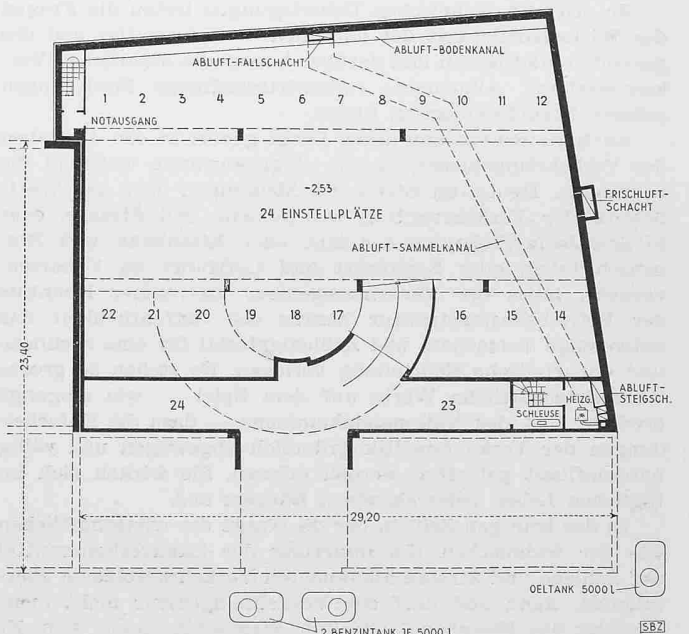 ABLUFT-BODENKANAL
ABLUFT-FALLSCHACHT
1 2 3 4 5 6 7 8 9 10 11 12
NOTAUSGANG
-2,53
24 EINSTELLPLÄTZE
FRISCHLUFT-
SCHACHT
ABLUFT-SAMMELKANAL
22 21 20 19 18 17 16 15 14
23,40
24
23
SCHLEUSE
HEIZG.
ABLUFT-
STEIGSCH.
29,20
OELTANK 5000 l
2 BENZINTANK JE 5000 l
SBZ